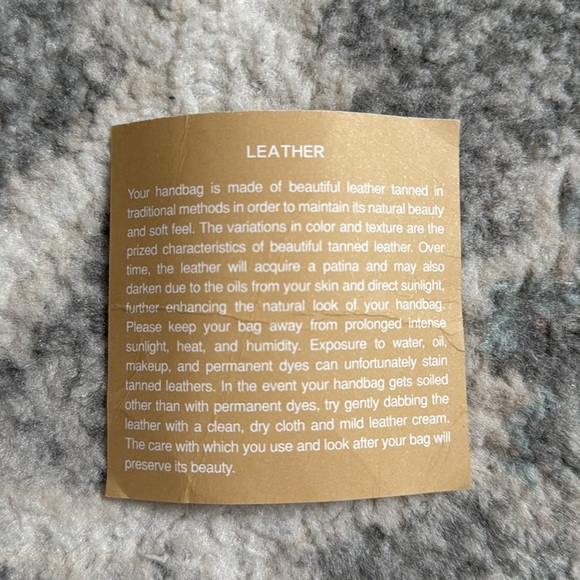 LEATHER
Your handbag is made of beautiful leather tanned in
traditional methods in order to maintain its natural beauty
and soft feel. The variations in color and texture are the
prized characteristics of beautiful tanned leather. Over
time, the leather will acquire a patina and may also
darken due to the oils from your skin and direct sunlight,
further enhancing the natural look of your handbag.
Please keep your bag away from prolonged intense
sunlight, heat, and humidity. Exposure to water, oil,
makeup, and permanent dyes can unfortunately stain
tanned leathers. In the event your handbag gets soiled
other than with permanent dyes, try gently dabbing the
leather with a clean, dry cloth and mild leather cream.
The care with which you use and look after your bag will
preserve its beauty.